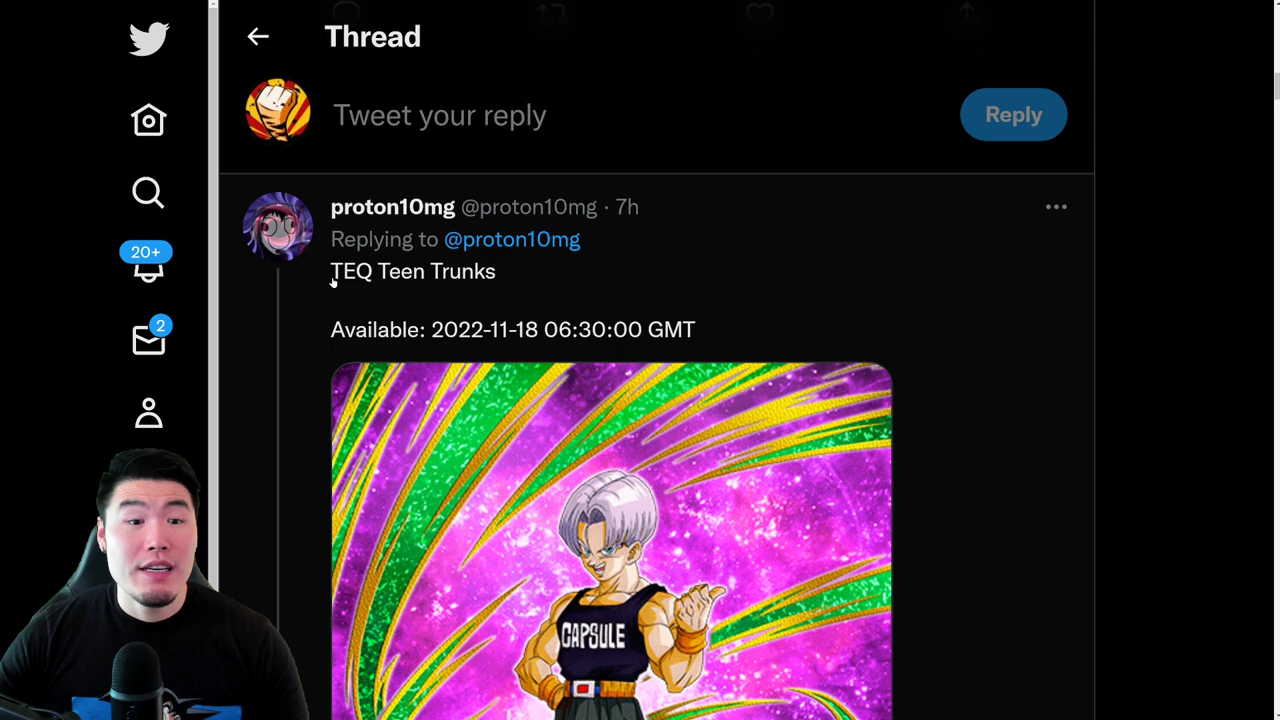 Thread
Tweet your reply
Reply
proton10mg @proton10mg · 7h
Replying to @proton10mg
TEQ Teen Trunks
Available: 2022-11-18 06:30:00 GMT
20+
2
CAPSULE